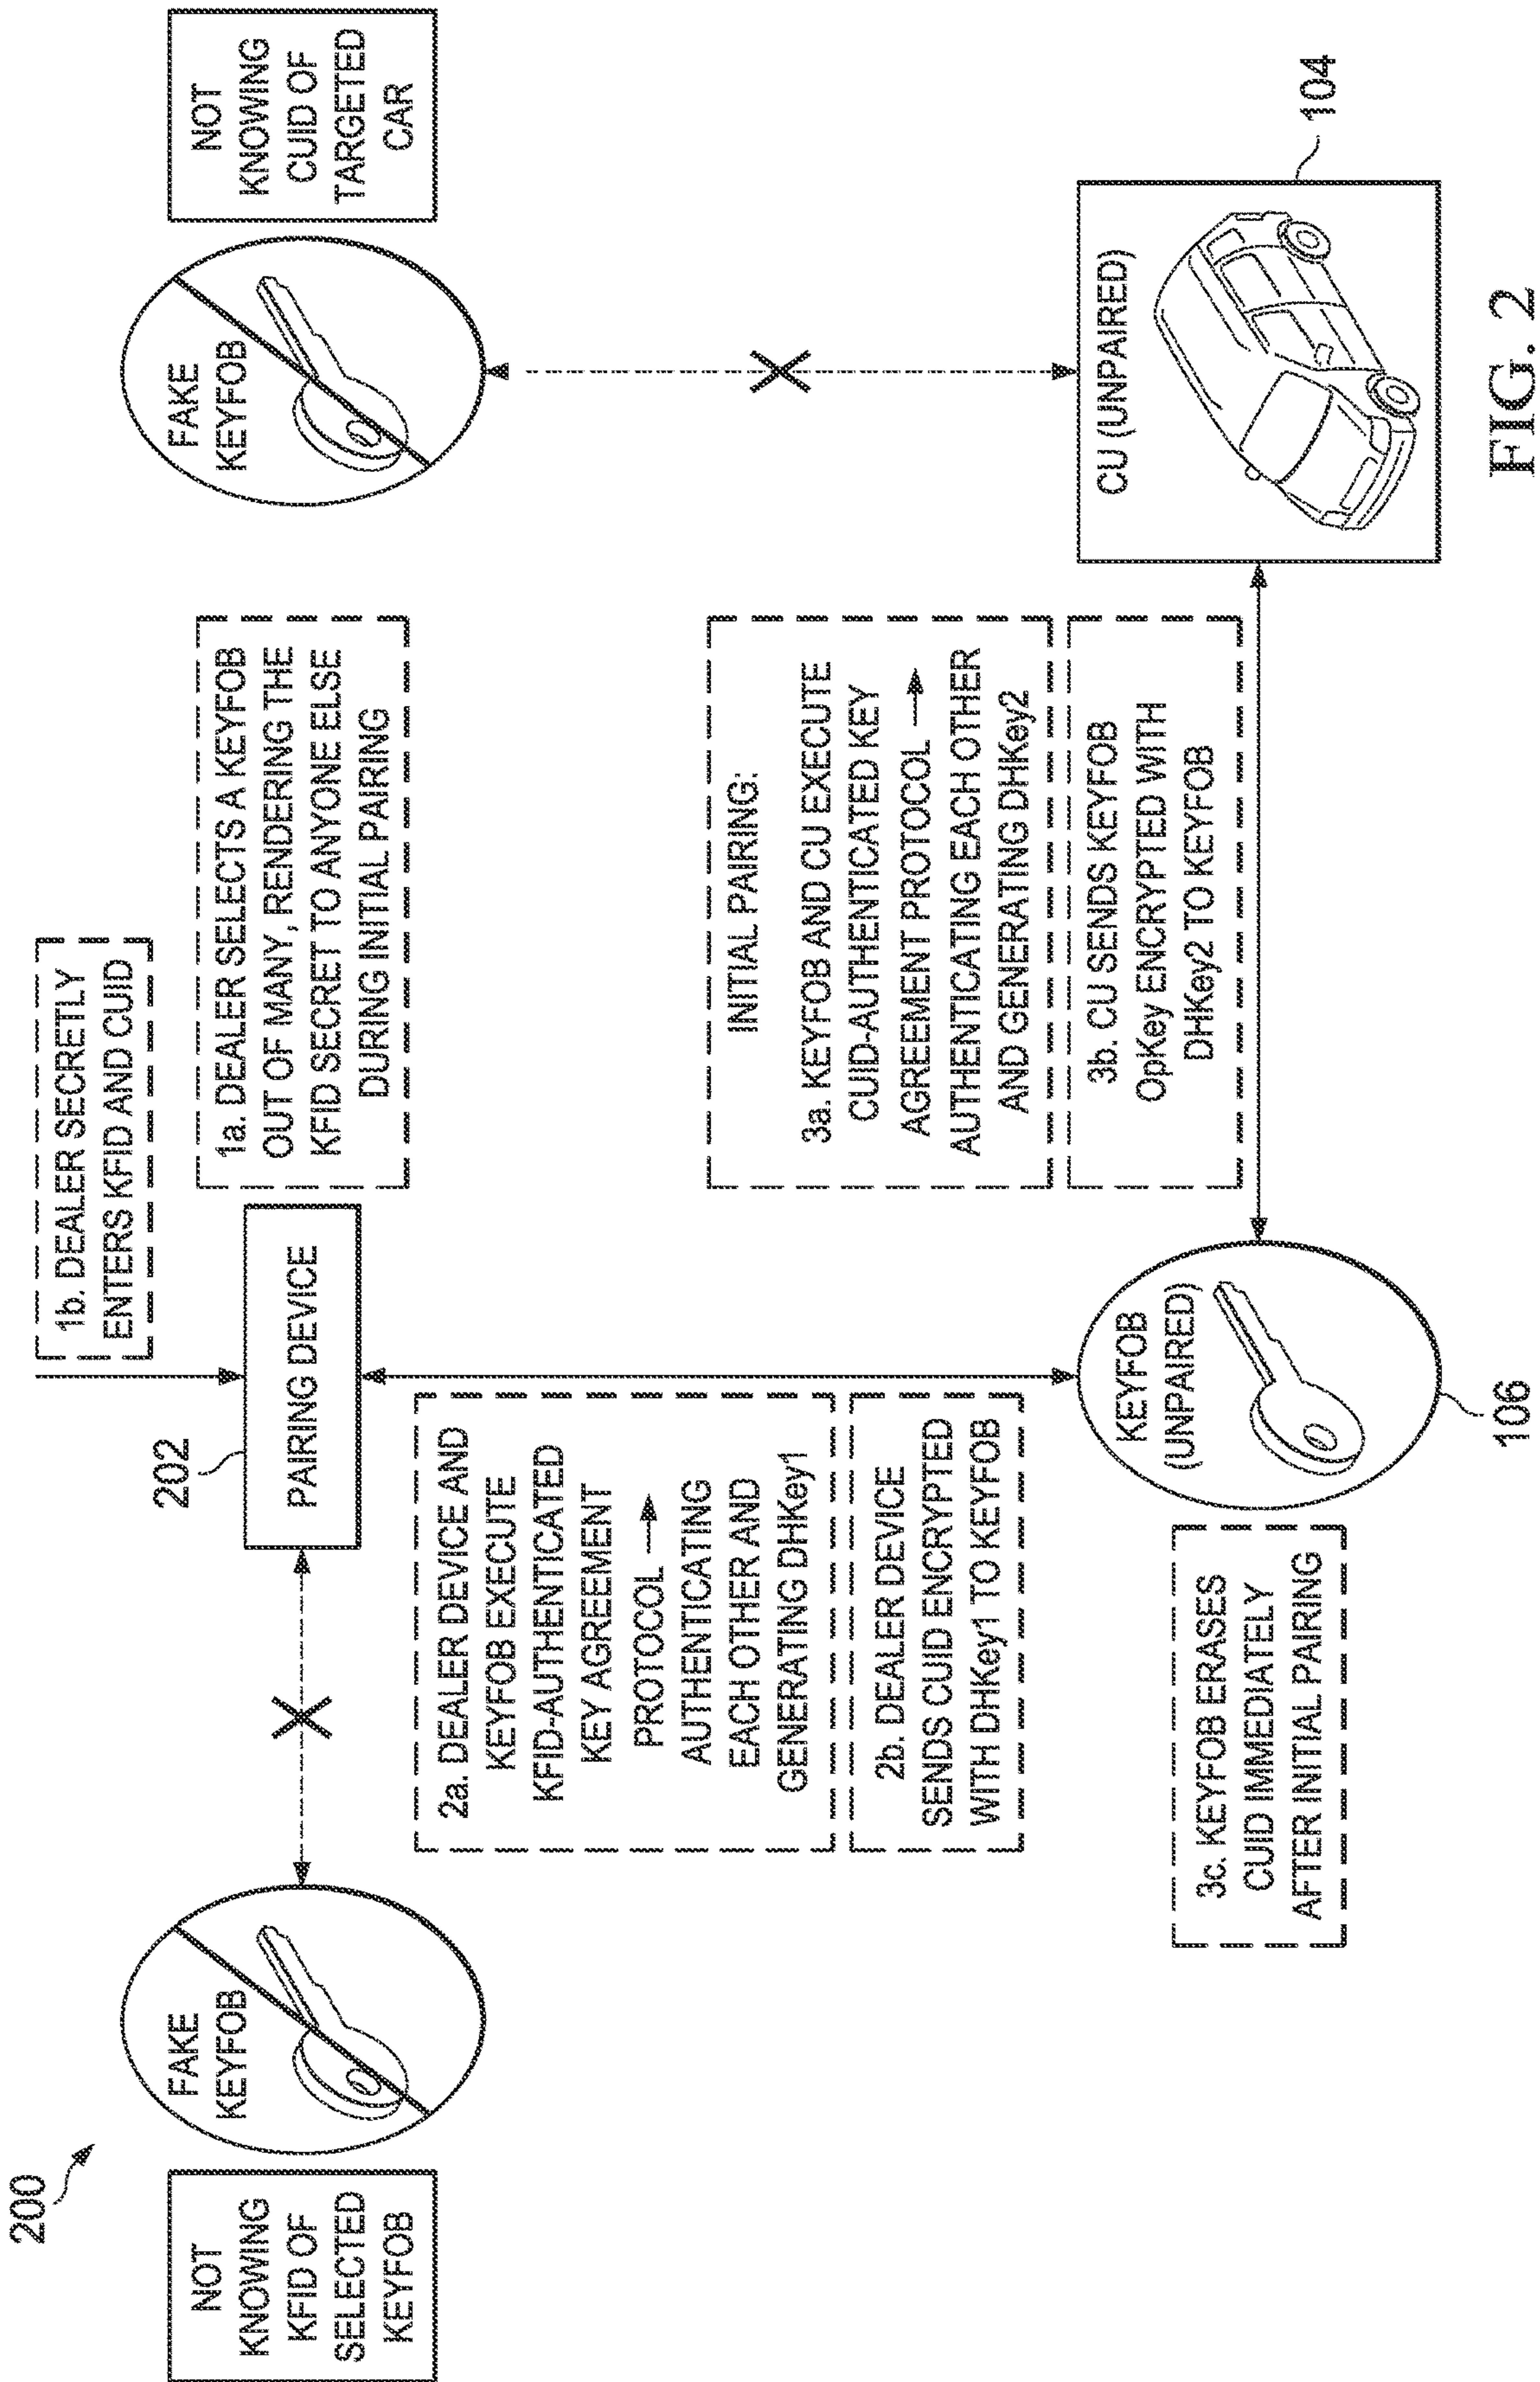 200
NOT
KNOWING
KFID OF
SELECTED
KEYFOB
FAKE
KEYFOB
202
PAIRING DEVICE
1b. DEALER SECRETLY
ENTERS KFID AND CUID
1a. DEALER SELECTS A KEYFOB
OUT OF MANY, RENDERING THE
KFID SECRET TO ANYONE ELSE
DURING INITIAL PAIRING
FAKE
KEYFOB
NOT
KNOWING
CUID OF
TARGETED
CAR
2a. DEALER DEVICE AND
KEYFOB EXECUTE
KFID-AUTHENTICATED
KEY AGREEMENT
PROTOCOL →
AUTHENTICATING
EACH OTHER AND
GENERATING DHKey1
2b. DEALER DEVICE
SENDS CUID ENCRYPTED
WITH DHKey1 TO KEYFOB
INITIAL PAIRING:
3a. KEYFOB AND CU EXECUTE
CUID-AUTHENTICATED KEY
AGREEMENT PROTOCOL →
AUTHENTICATING EACH OTHER
AND GENERATING DHKey2
3b. CU SENDS KEYFOB
OpKey ENCRYPTED WITH
DHKey2 TO KEYFOB
3c. KEYFOB ERASES
CUID IMMEDIATELY
AFTER INITIAL PAIRING
KEYFOB
(UNPAIRED)
106
CU (UNPAIRED)
104
FIG. 2